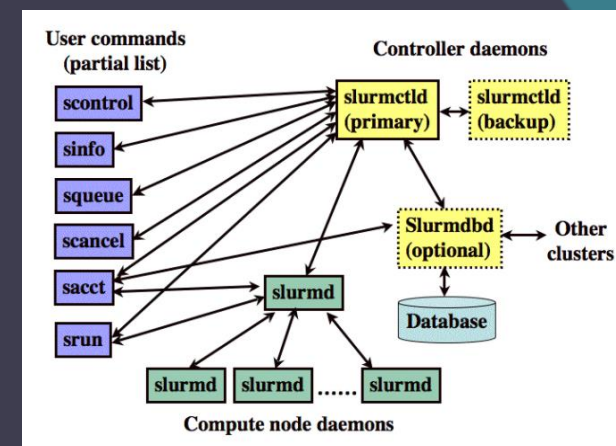 User commands
(partial list)
Controller daemons
scontrol
sinfo
squeue
scancel
sacct
srun
slurmctld
(primary)
slurmctld
(backup)
Slurmdbd
(optional)
Other
clusters
Database
slurmd
slurmd
slurmd
......
slurmd
Compute node daemons